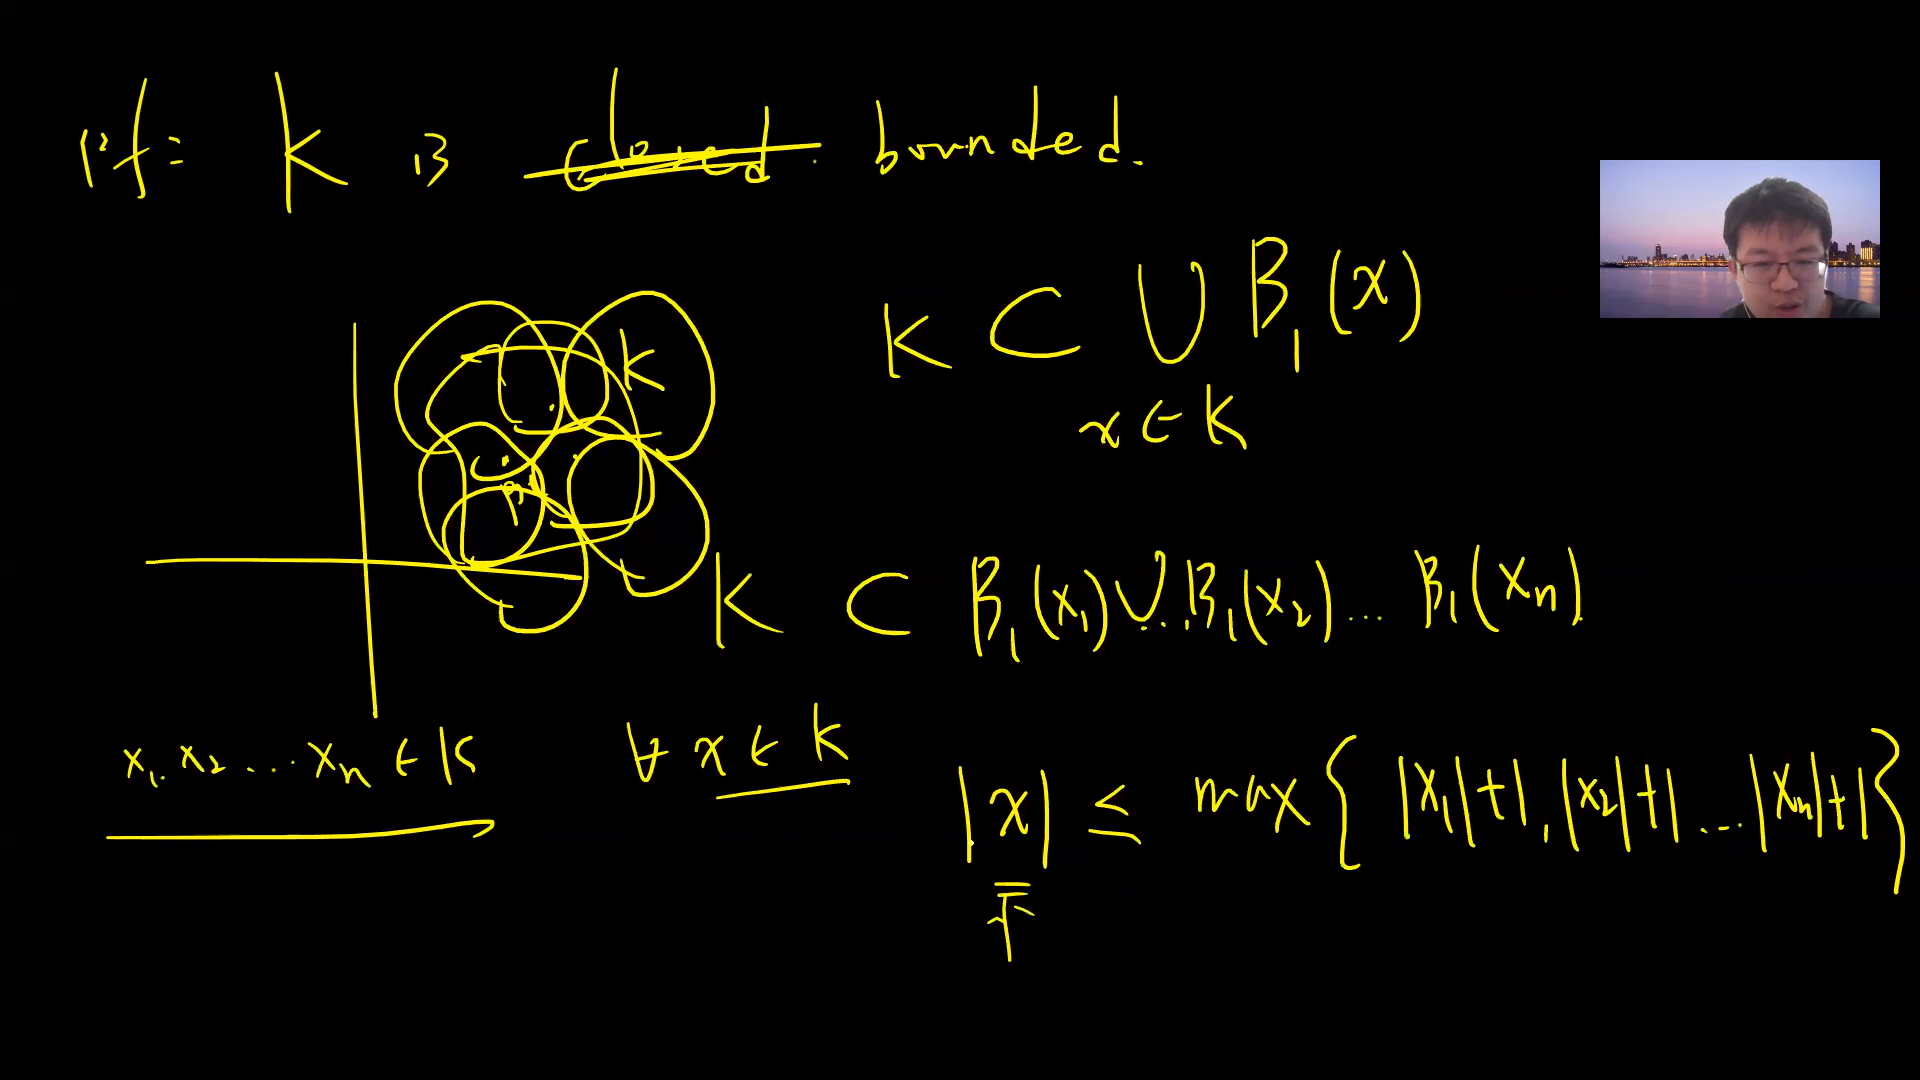 Pf: K is closed. bounded.
K ⊂ ∪ B₁(x)
x ∈ K
K
K ⊂ B₁(x₁) ∪ B₁(x₂) ... B₁(xₙ)
x₁, x₂ ... xₙ ∈ K ∀ x ∈ K
|x| ≤ max { |x₁|+1, |x₂|+1 ... |xₙ|+1 }